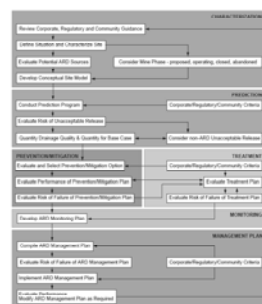 CHARACTERIZATION
Review Corporate, Regulatory and Community Guidance
Define Situation and Characterize Site
Evaluate Potential ARD Sources
Consider Mine Phase - proposed, operating, closed, abandoned
Develop Conceptual Site Model
PREDICTION
Conduct Prediction Program
Corporate/Regulatory/Community Criteria
Evaluate Risk of Unacceptable Release
Quantify Drainage Quality & Quantity for Base Case
Consider non-ARD Unacceptable Release
PREVENTION/MITIGATION
TREATMENT
Evaluate and Select Prevention/Mitigation Option
Corporate/Regulatory/Community Criteria
Evaluate Performance of Prevention/Mitigation Plan
Evaluate Treatment Plan
Evaluate Risk of Failure of Prevention/Mitigation Plan
Evaluate Risk of Failure of Treatment Plan
MONITORING
Develop ARD Monitoring Plan
MANAGEMENT PLAN
Compile ARD Management Plan
Evaluate Risk of Failure of ARD Management Plan
Corporate/Regulatory/Community Criteria
Implement ARD Management Plan
Evaluate Performance
Modify ARD Management Plan as Required